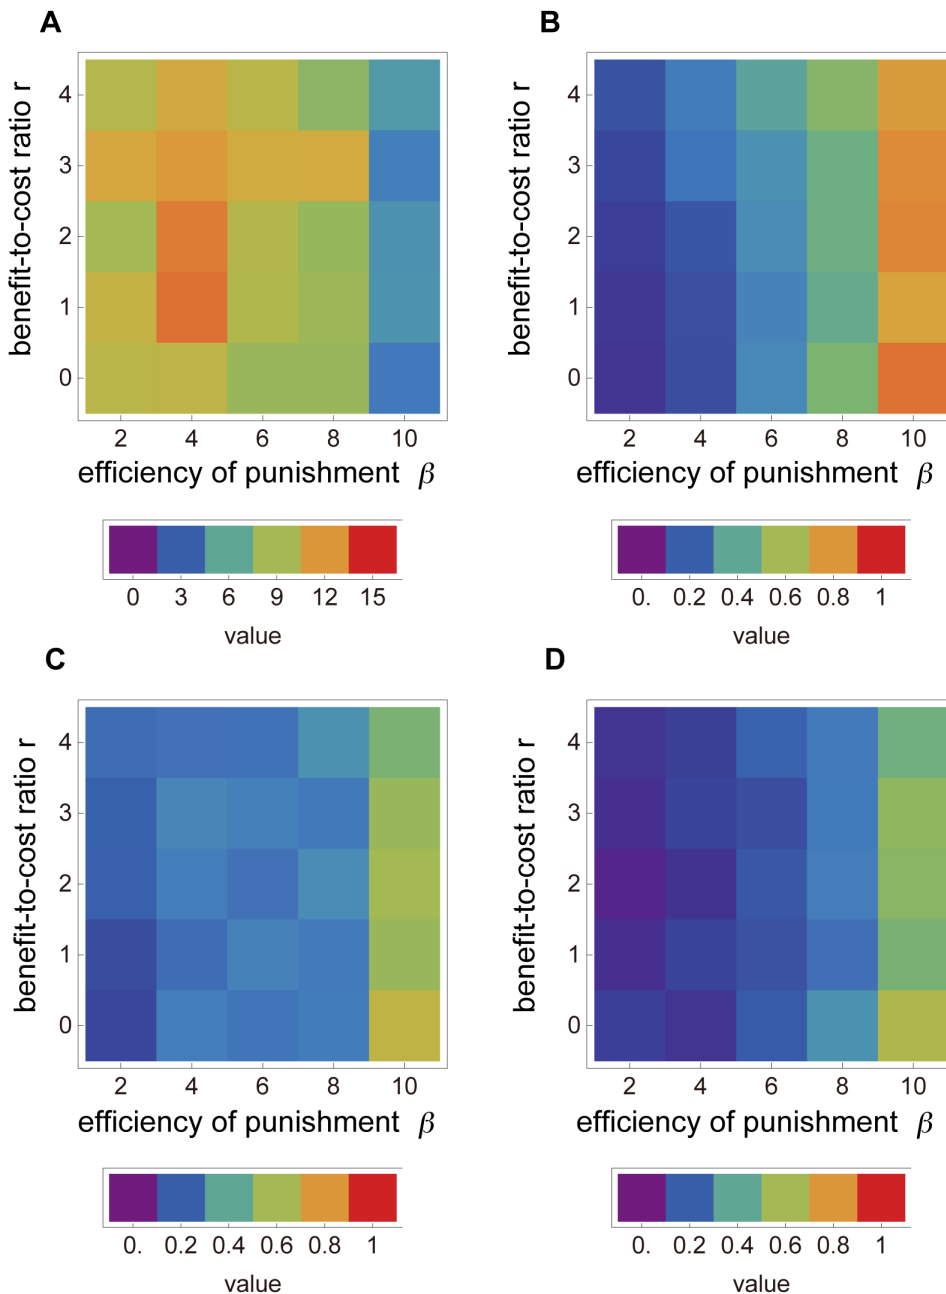 A
benefit-to-cost ratio r
4
3
2
1
0
2 4 6 8 10
efficiency of punishment β
0 3 6 9 12 15
value
B
benefit-to-cost ratio r
4
3
2
1
0
2 4 6 8 10
efficiency of punishment β
0. 0.2 0.4 0.6 0.8 1
value
C
benefit-to-cost ratio r
4
3
2
1
0
2 4 6 8 10
efficiency of punishment β
0. 0.2 0.4 0.6 0.8 1
value
D
benefit-to-cost ratio r
4
3
2
1
0
2 4 6 8 10
efficiency of punishment β
0. 0.2 0.4 0.6 0.8 1
value